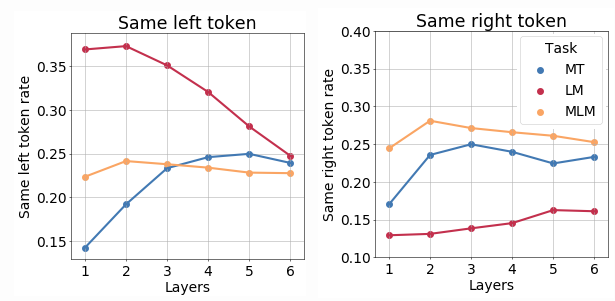 Same left token
Same left token rate
0.35
0.30
0.25
0.20
0.15
1 2 3 4 5 6
Layers
Same right token
Same right token rate
0.40
0.35
0.30
0.25
0.20
0.15
0.10
1 2 3 4 5 6
Layers
Task
MT
LM
MLM